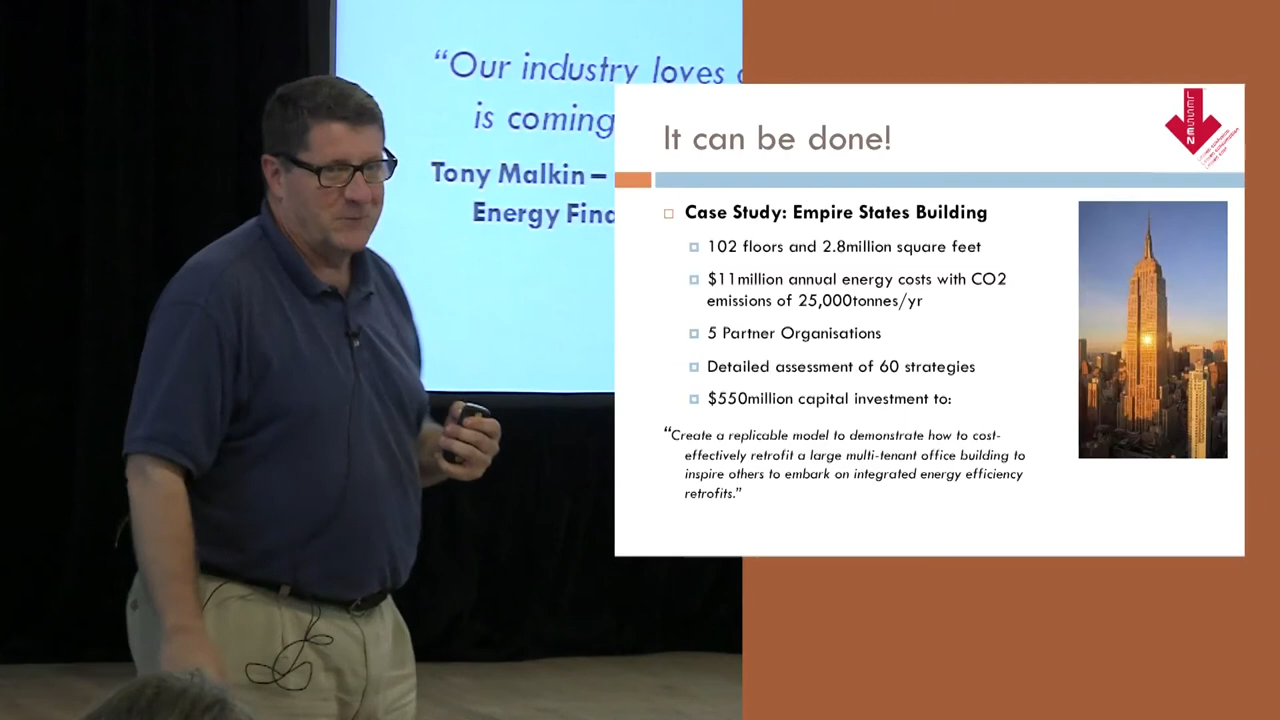 “Our industry loves
is coming
Tony Malkin –
Energy
It can be done!
LESSEN
Case Study: Empire States Building
102 floors and 2.8million square feet
$11million annual energy costs with CO2
emissions of 25,000tonnes/yr
5 Partner Organisations
Detailed assessment of 60 strategies
$550million capital investment to:
“Create a replicable model to demonstrate how to cost-
effectively retrofit a large multi-tenant office building to
inspire others to embark on integrated energy efficiency
retrofits.”